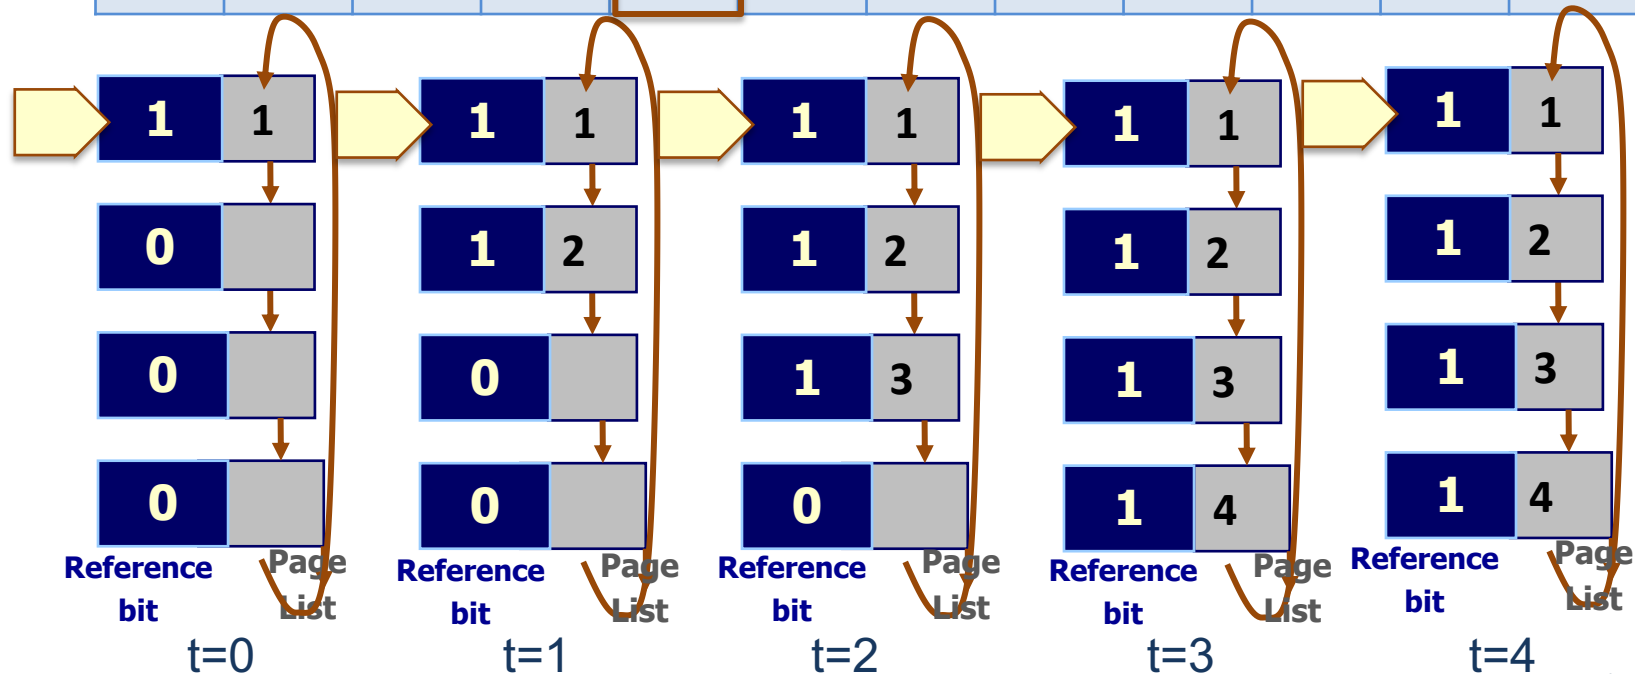 1 1 1 1 1 1 1 1 1 1
0 1 2 1 2 1 2 1 2
0 0 1 3 1 3 1 3
0 0 0 1 4 1 4
Reference bit Page List
Reference bit Page List
Reference bit Page List
Reference bit Page List
Reference bit Page List
t=0 t=1 t=2 t=3 t=4